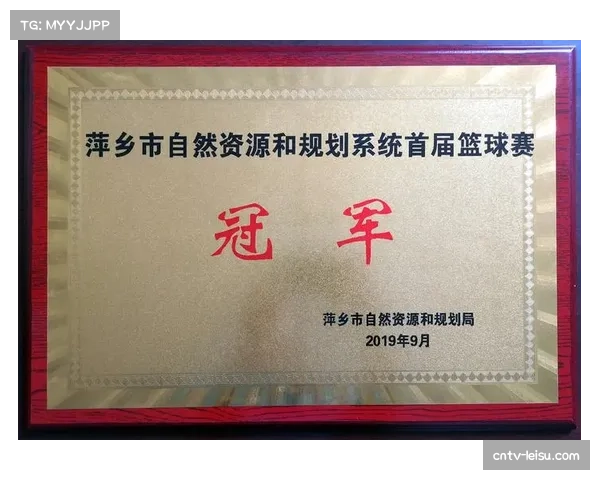 TG: MYYJJPP
萍乡市自然资源和规划系统首届篮球赛
冠 军
萍乡市自然资源和规划局
2019年9月
cntv-leisu.com